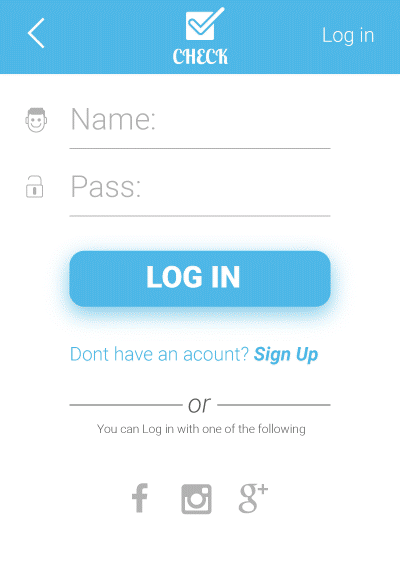 CHECK
Log in
Name:
Pass:
LOG IN
Dont have an acount? Sign Up
or
You can Log in with one of the following
f
g+